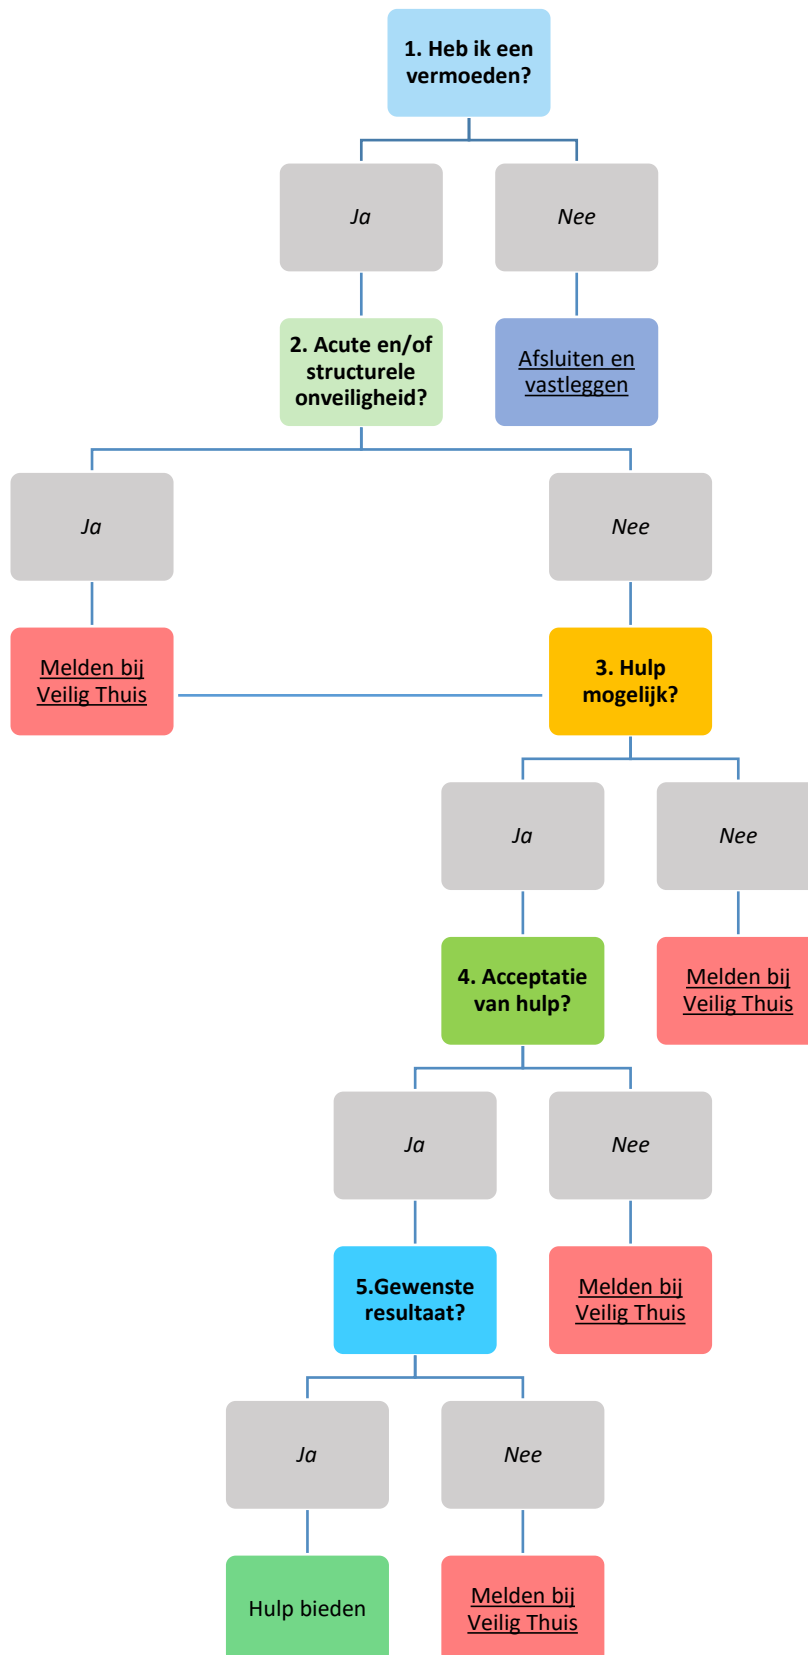 1. Heb ik een
vermoeden?
Ja
Nee
2. Acute en/of
structurele
onveiligheid?
Afsluiten en
vastleggen
Ja
Nee
Melden bij
Veilig Thuis
3. Hulp
mogelijk?
Ja
Nee
4. Acceptatie
van hulp?
Melden bij
Veilig Thuis
Ja
Nee
5.Gewenste
resultaat?
Melden bij
Veilig Thuis
Ja
Nee
Hulp bieden
Melden bij
Veilig Thuis